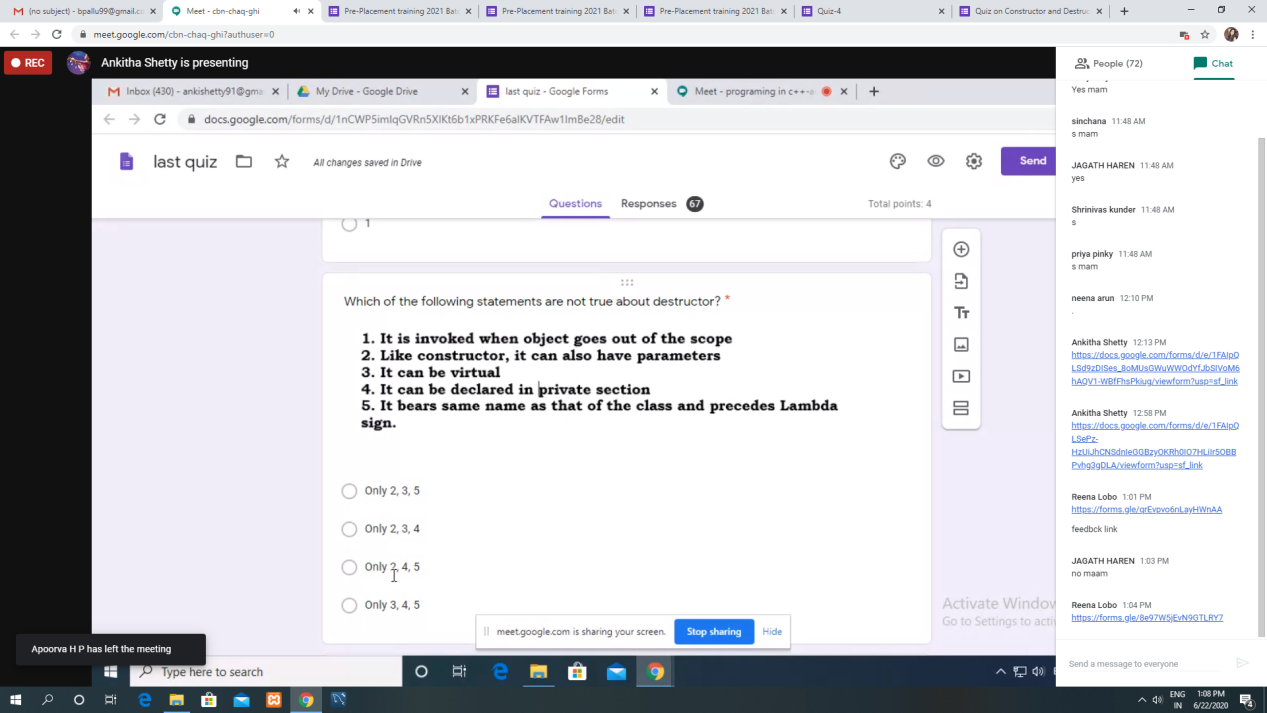 (no subject) - bpallu99@gmail.co
Meet - cbn-chaq-ghi
Pre-Placement training 2021 Bat
Pre-Placement training 2021 Bat
Pre-Placement training 2021 Bat
Quiz-4
Quiz on Constructor and Destruc
meet.google.com/cbn-chaq-ghi?authuser=0
REC
Ankitha Shetty is presenting
People (72)
Chat
Inbox (430) - ankishetty91@gma
My Drive - Google Drive
last quiz - Google Forms
Meet - programing in c++-a
docs.google.com/forms/d/1nCWP5imIqGVRn5XlKt6b1xPRKFe6alKVTFAw1ImBe28/edit
last quiz
All changes saved in Drive
Send
Questions
Responses 67
Total points: 4
1
Which of the following statements are not true about destructor? *
1. It is invoked when object goes out of the scope
2. Like constructor, it can also have parameters
3. It can be virtual
4. It can be declared in private section
5. It bears same name as that of the class and precedes Lambda
sign.
Only 2, 3, 5
Only 2, 3, 4
Only 2, 4, 5
Only 3, 4, 5
meet.google.com is sharing your screen.
Stop sharing
Hide
Activate Window
Go to Settings to acti
Apoorva H P has left the meeting
Type here to search
Yes mam
sinchana 11:48 AM
s mam
JAGATH HAREN 11:48 AM
yes
Shrinivas kunder 11:48 AM
s
priya pinky 11:48 AM
s mam
neena arun 12:10 PM
.
Ankitha Shetty 12:13 PM
https://docs.google.com/forms/d/e/1FAIpQ
LSd9zDISes_8oMUsGWuWWOdYfJbSIVoM6
hAQV1-WBFfhsPkiug/viewform?usp=sf_link
Ankitha Shetty 12:58 PM
https://docs.google.com/forms/d/e/1FAIpQ
LSePz-
HzUiJhCNSdnIeGGBzyOKRh0IO7HLiIr5OBB
Pvhg3gDLA/viewform?usp=sf_link
Reena Lobo 1:01 PM
https://forms.gle/qrEvpvo6nLayHWnAA
feedbck link
JAGATH HAREN 1:03 PM
no maam
Reena Lobo 1:04 PM
https://forms.gle/8e97W5jEvN9GTLRY7
Send a message to everyone
ENG
IN
1:08 PM
6/22/2020
4